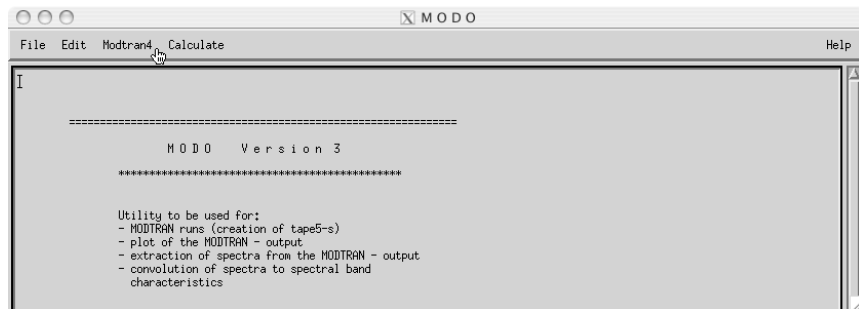 X MODO
File Edit Modtran4 Calculate Help
==============================================================
M O D O   V e r s i o n 3
**********************************************
Utility to be used for:
- MODTRAN runs (creation of tape5-s)
- plot of the MODTRAN - output
- extraction of spectra from the MODTRAN - output
- convolution of spectra to spectral band
characteristics